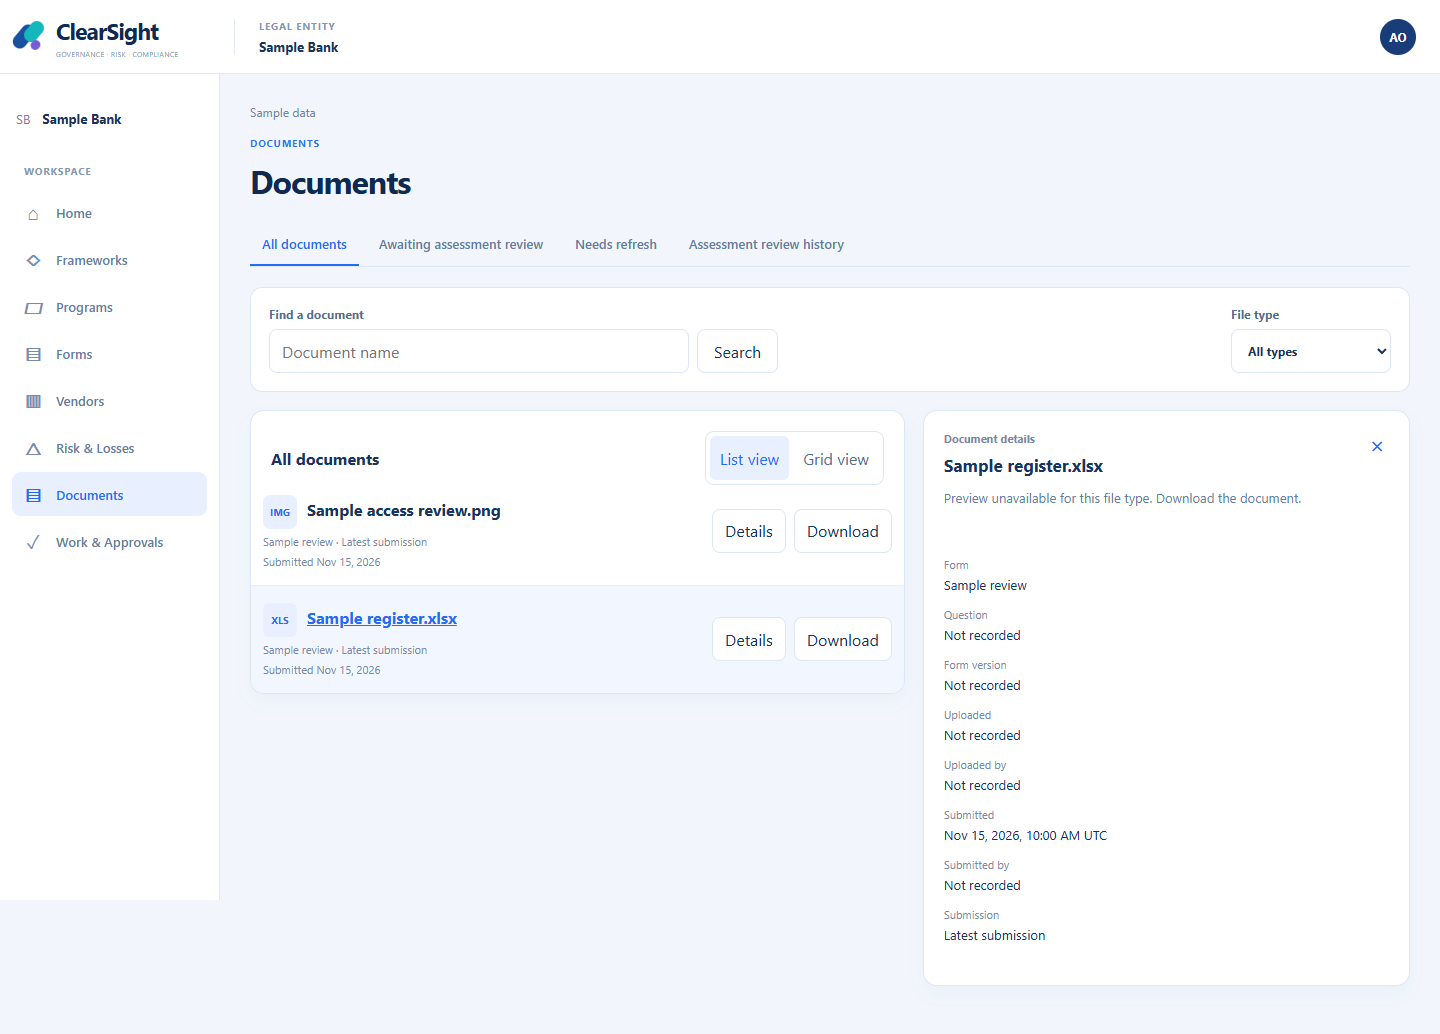 ClearSight
GOVERNANCE · RISK · COMPLIANCE
LEGAL ENTITY
Sample Bank
AO
SB Sample Bank
WORKSPACE
Home
Frameworks
Programs
Forms
Vendors
Risk & Losses
Documents
Work & Approvals
Sample data
DOCUMENTS
Documents
All documents
Awaiting assessment review
Needs refresh
Assessment review history
Find a document
Document name
Search
File type
All types
All documents
List view
Grid view
IMG
Sample access review.png
Sample review · Latest submission
Submitted Nov 15, 2026
Details
Download
XLS
Sample register.xlsx
Sample review · Latest submission
Submitted Nov 15, 2026
Details
Download
Document details
Sample register.xlsx
Preview unavailable for this file type. Download the document.
Form
Sample review
Question
Not recorded
Form version
Not recorded
Uploaded
Not recorded
Uploaded by
Not recorded
Submitted
Nov 15, 2026, 10:00 AM UTC
Submitted by
Not recorded
Submission
Latest submission